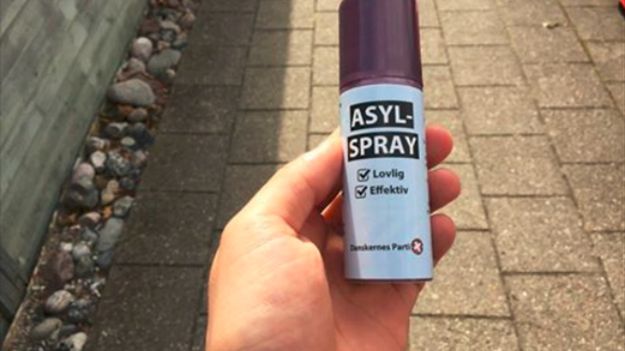 ASYL-
SPRAY
Lovlig
Effektiv
Danskernes Parti